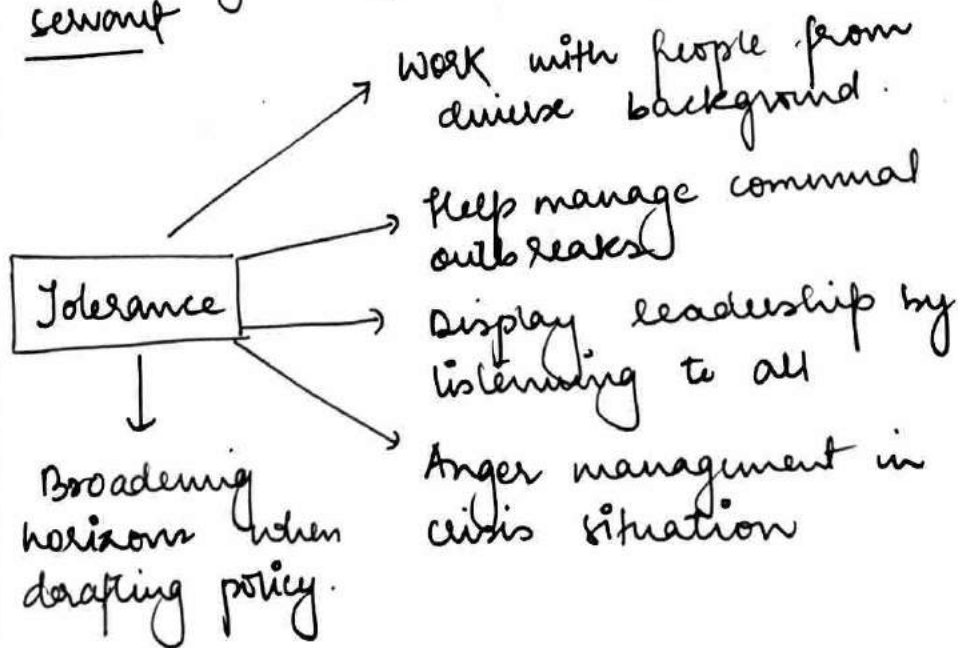 servant
Work with people from
diverse background.
Help manage communal
outbreaks
Tolerance
Display leadership by
listening to all
Anger management in
crisis situation
Broadening
horizons when
drafting policy.